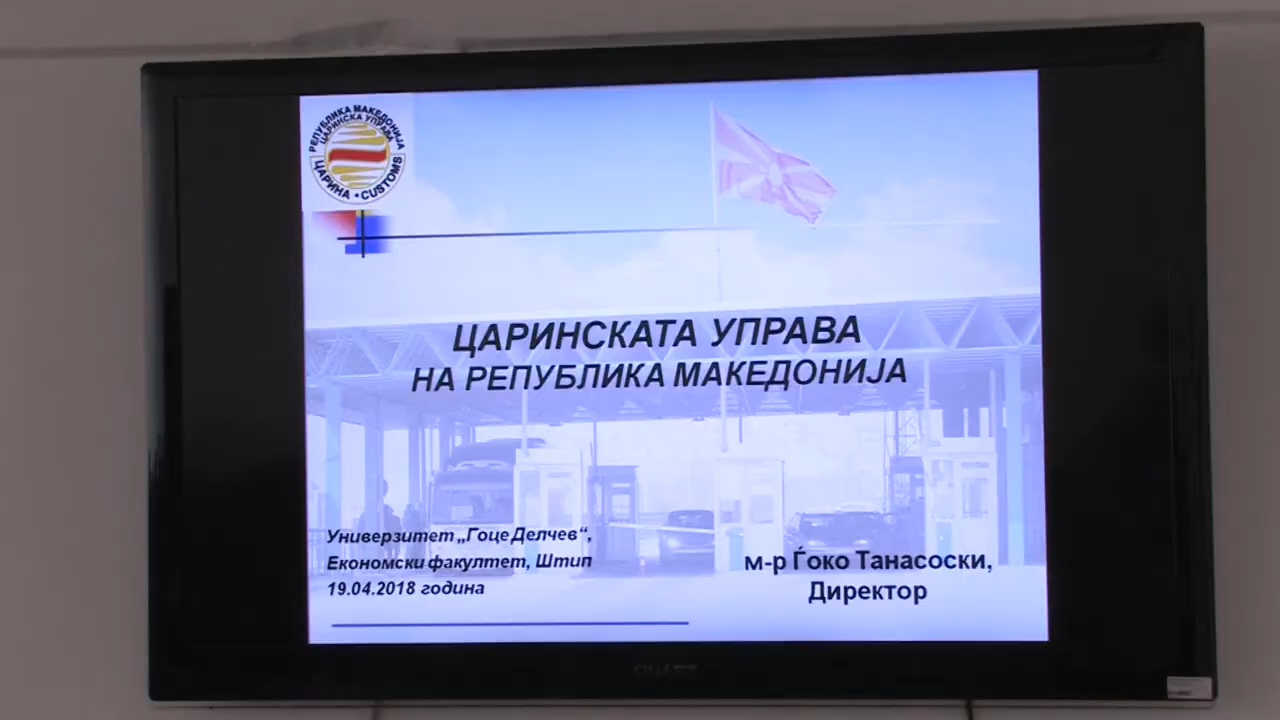 РЕПУБЛИКА МАКЕДОНИЈА
ЦАРИНСКА УПРАВА
ЦАРИНА • CUSTOMS
ЦАРИНСКАТА УПРАВА
НА РЕПУБЛИКА МАКЕДОНИЈА
Универзитет „Гоце Делчев“,
Економски факултет, Штип
19.04.2018 година
м-р Ѓоко Танасоски,
Директор